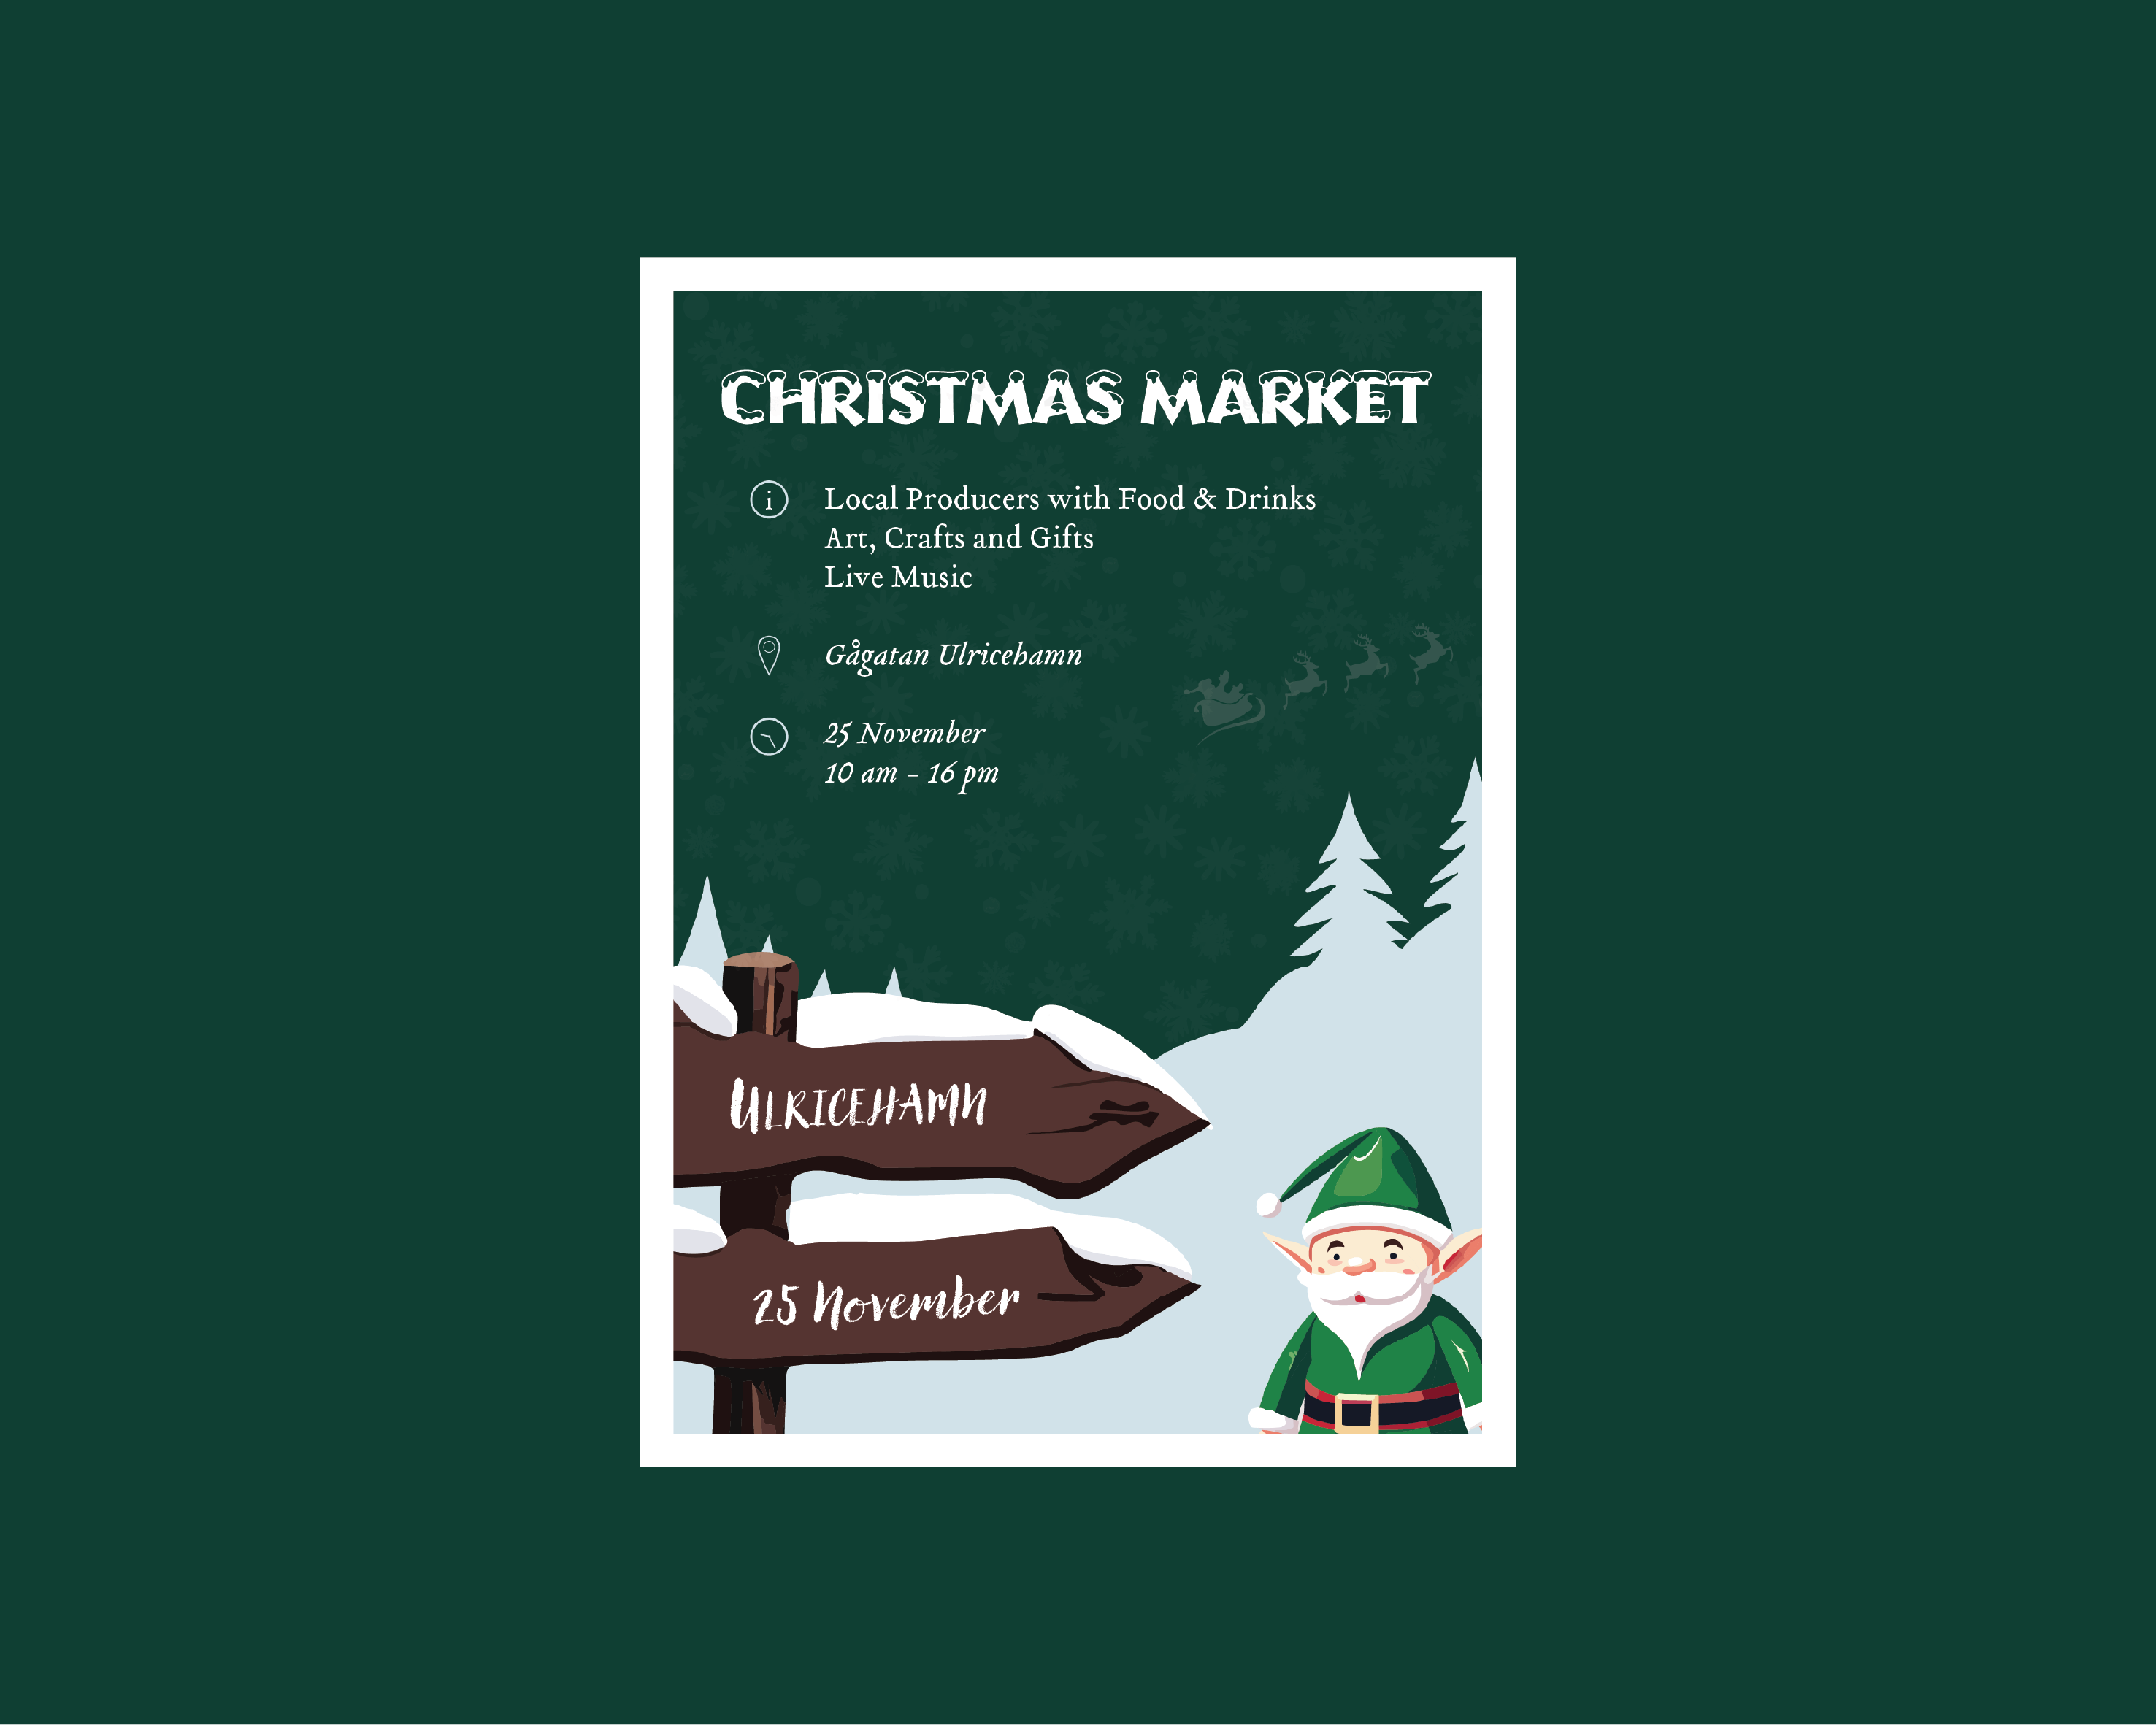 CHRISTMAS MARKET
i
Local Producers with Food & Drinks
Art, Crafts and Gifts
Live Music
Gågatan Ulricehamn
25 November
10 am - 16 pm
ULRICEHAMN
25 November